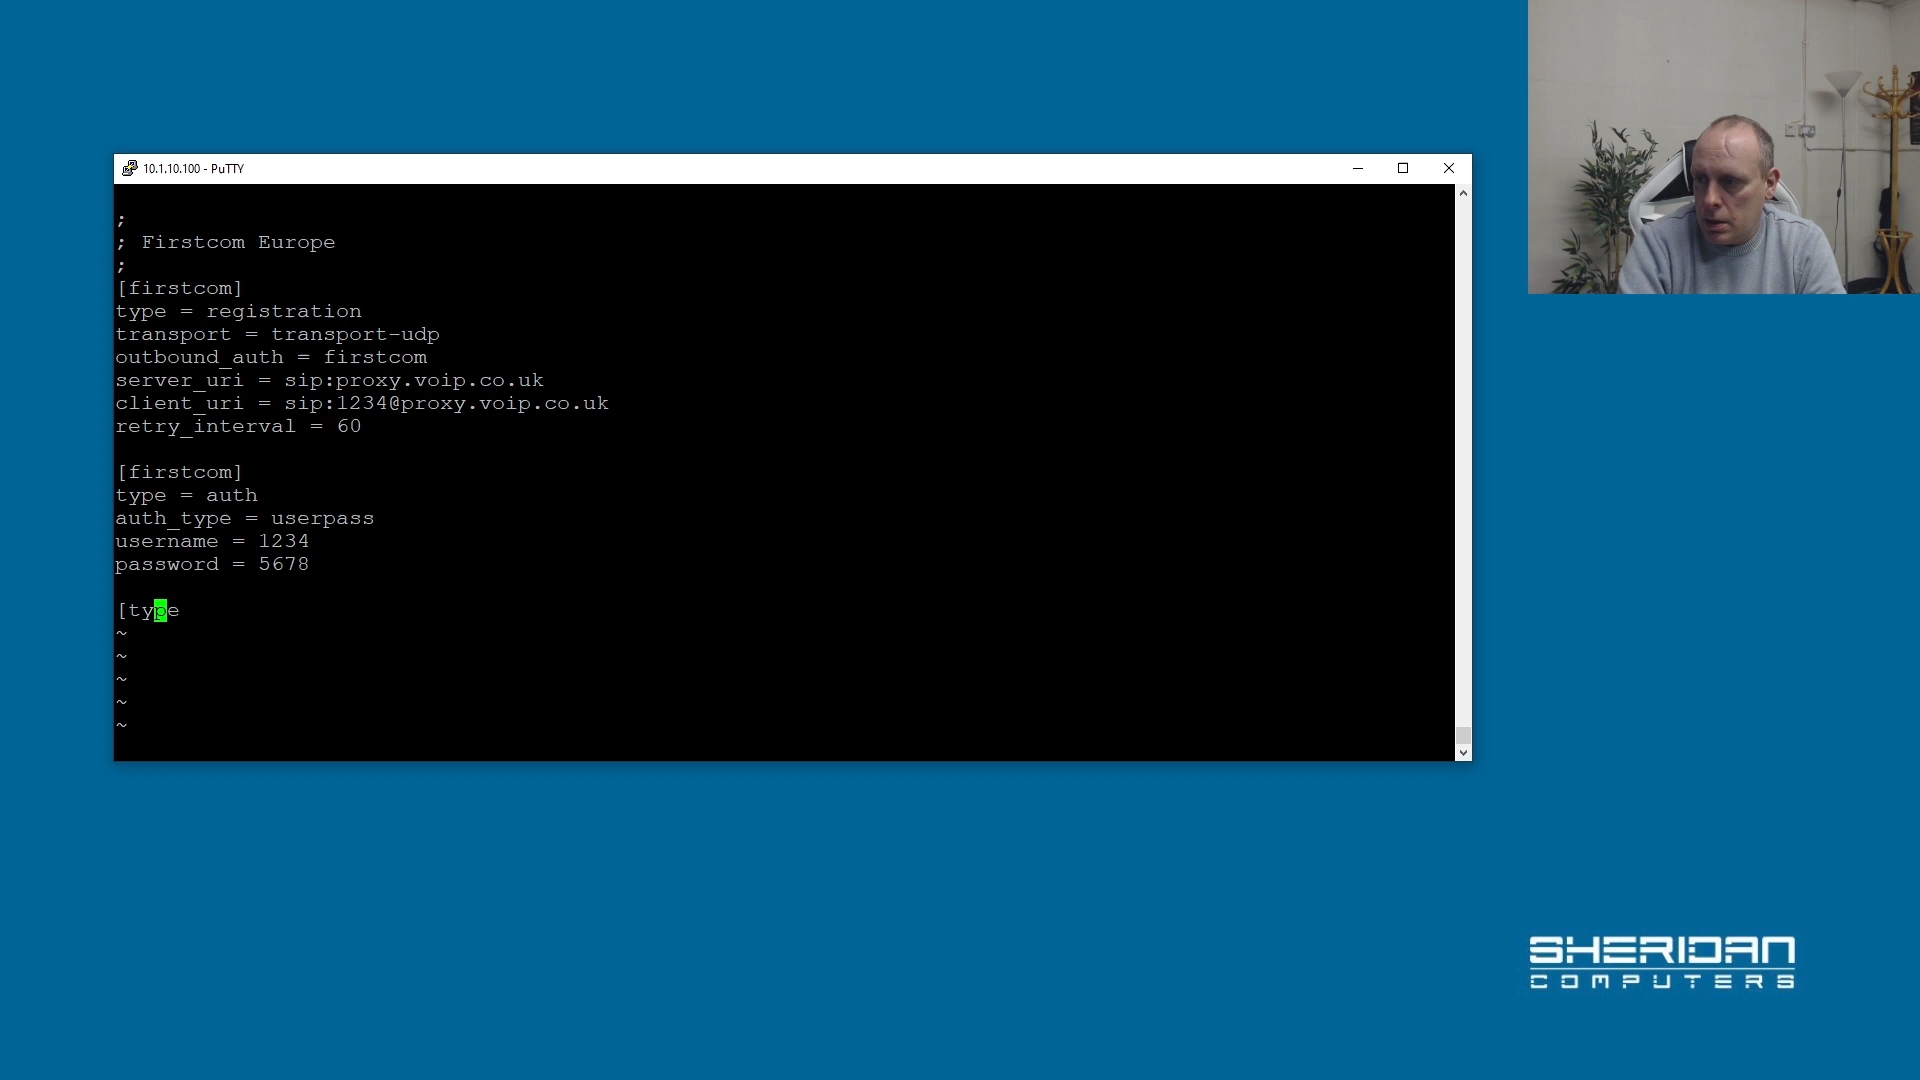 10.1.10.100 - PuTTY
;
; Firstcom Europe
;
[firstcom]
type = registration
transport = transport-udp
outbound_auth = firstcom
server_uri = sip:proxy.voip.co.uk
client_uri = sip:1234@proxy.voip.co.uk
retry_interval = 60
[firstcom]
type = auth
auth_type = userpass
username = 1234
password = 5678
[type
~
~
~
~
~
SHERIDAN
COMPUTERS